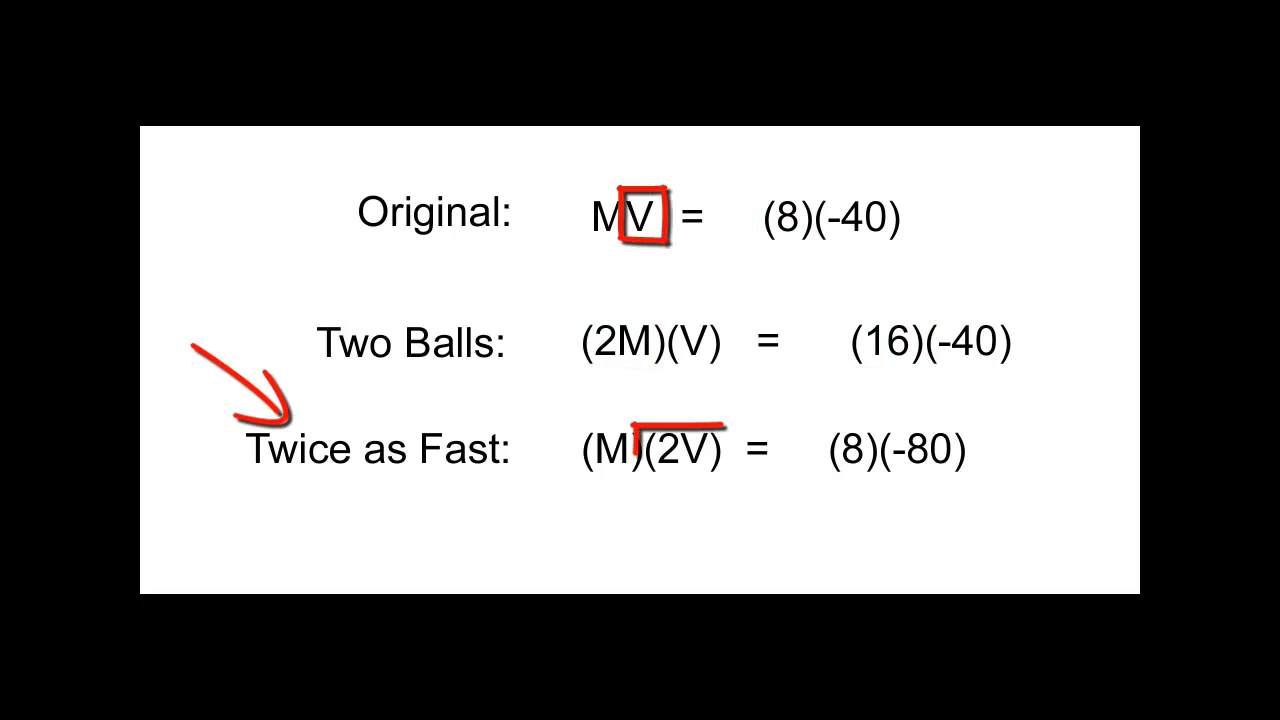 Original: MV = (8)(-40)
Two Balls: (2M)(V) = (16)(-40)
Twice as Fast: (M)(2V) = (8)(-80)